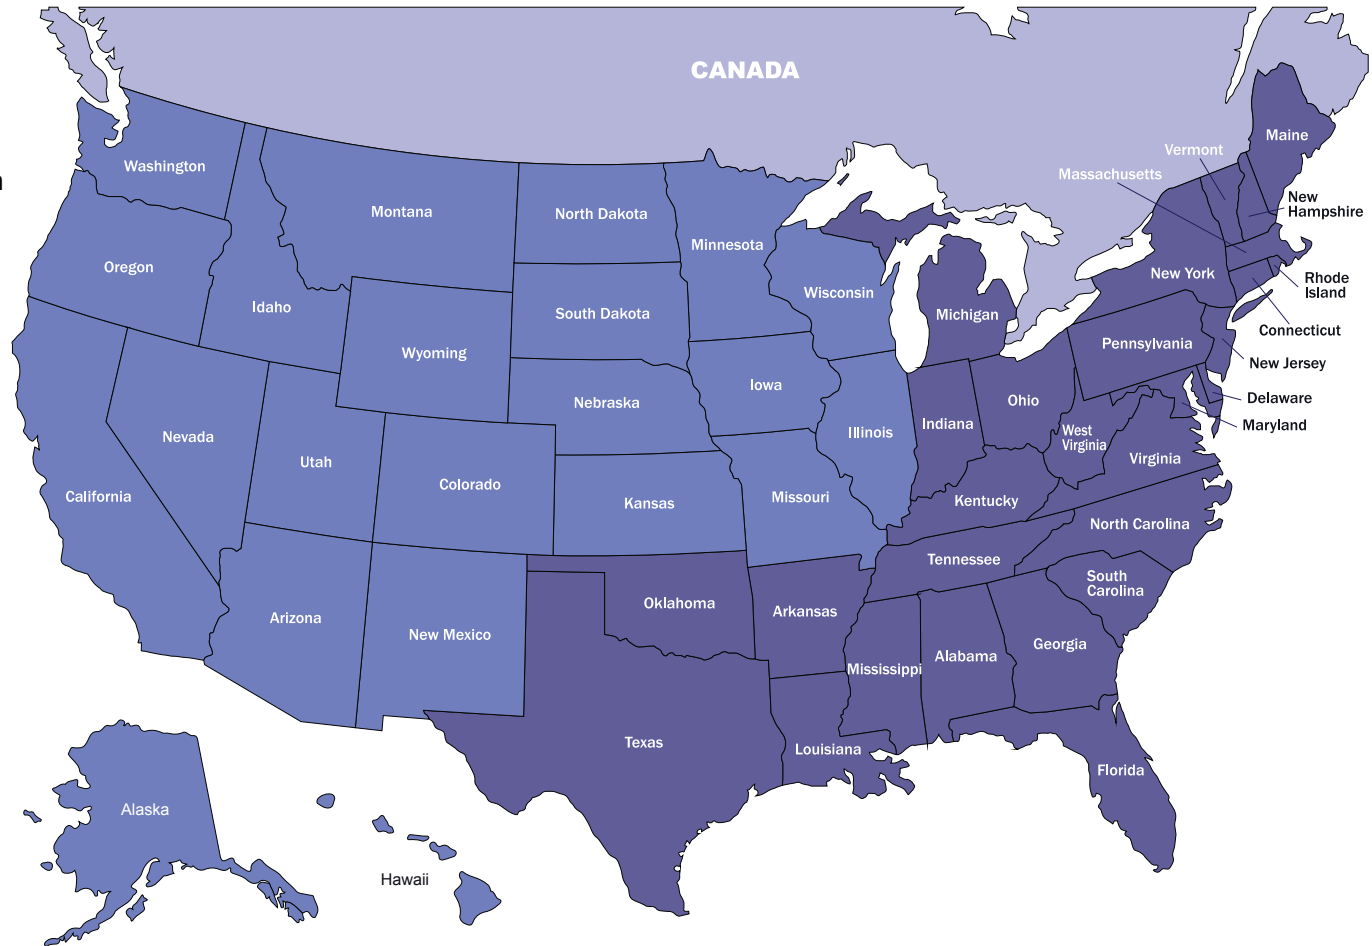 CANADA
Washington
Oregon
Idaho
Montana
Wyoming
North Dakota
South Dakota
Nebraska
Minnesota
Wisconsin
Iowa
Illinois
Missouri
Kansas
California
Nevada
Utah
Colorado
Arizona
New Mexico
Alaska
Hawaii
Oklahoma
Texas
Arkansas
Louisiana
Mississippi
Alabama
Georgia
Florida
Tennessee
Kentucky
South
Carolina
North Carolina
Virginia
West
Virginia
Ohio
Indiana
Michigan
Pennsylvania
New York
Vermont
Massachusetts
Maine
New
Hampshire
Rhode
Island
Connecticut
New Jersey
Delaware
Maryland